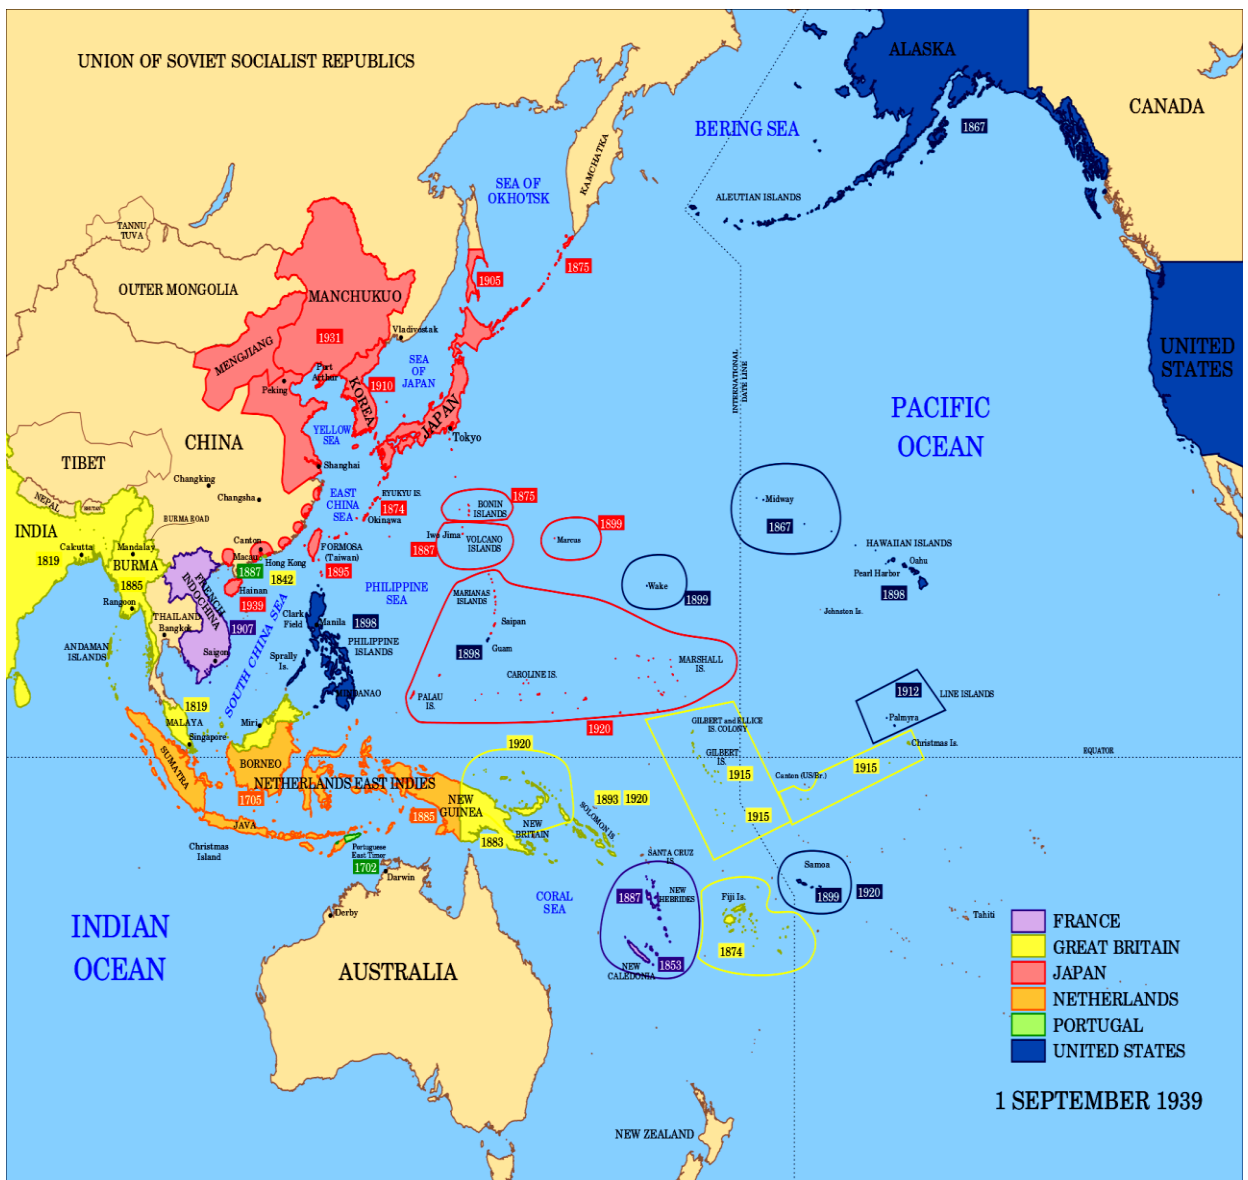 UNION OF SOVIET SOCIALIST REPUBLICS
ALASKA
CANADA
BERING SEA
1867
KAMCHATKA
SEA OF
OKHOTSK
ALEUTIAN ISLANDS
TANNU
TUVA
1875
1905
OUTER MONGOLIA
MANCHUKUO
Vladivostak
1931
MENGJIANG
UNITED
STATES
SEA
OF
JAPAN
Port
Arthur
Peking
KOREA
1910
JAPAN
INTERNATIONAL
DATE LINE
PACIFIC
OCEAN
YELLOW
SEA
Tokyo
CHINA
TIBET
Shanghai
Chungking
Changsha
NEPAL
BHUTAN
EAST
CHINA
SEA
RYUKYU IS.
1874
Okinawa
1875
BONIN
ISLANDS
Midway
1867
BURMA ROAD
INDIA
Calcutta
1819
Mandalay
BURMA
1885
Rangoon
Canton
Macau
Hong Kong
1887
1842
Hainan
1939
FORMOSA
(Taiwan)
1895
Iwo Jima
1887
VOLCANO
ISLANDS
1899
Marcus
HAWAIIAN ISLANDS
Oahu
Pearl Harbor
1898
Wake
1899
Johnston Is.
FRENCH
INDOCHINA
1907
THAILAND
Bangkok
Saigon
SOUTH CHINA SEA
PHILIPPINE
SEA
MARIANAS
ISLANDS
Saipan
Guam
1898
Clark
Field
Manila
1898
PHILIPPINE
ISLANDS
Sprally
Is.
MINDANAO
ANDAMAN
ISLANDS
PALAU
IS.
CAROLINE IS.
MARSHALL
IS.
1920
1912
LINE ISLANDS
Palmyra
Christmas Is.
1819
MALAYA
Singapore
Miri
GILBERT and ELLICE
IS. COLONY
GILBERT
IS.
1915
1915
1915
Canton (US/Br.)
EQUATOR
SUMATRA
BORNEO
NETHERLANDS EAST INDIES
1705
JAVA
1885
NEW
GUINEA
1883
1920
NEW
BRITAIN
1893
1920
SOLOMON IS.
Christmas
Island
Portuguese
East Timor
1702
Darwin
Derby
SANTA CRUZ
IS.
1887
NEW
HEBRIDES
NEW
CALEDONIA
1853
Fiji Is.
1874
Samoa
1899
1920
Tahiti
CORAL
SEA
INDIAN
OCEAN
AUSTRALIA
NEW ZEALAND
FRANCE
GREAT BRITAIN
JAPAN
NETHERLANDS
PORTUGAL
UNITED STATES
1 SEPTEMBER 1939